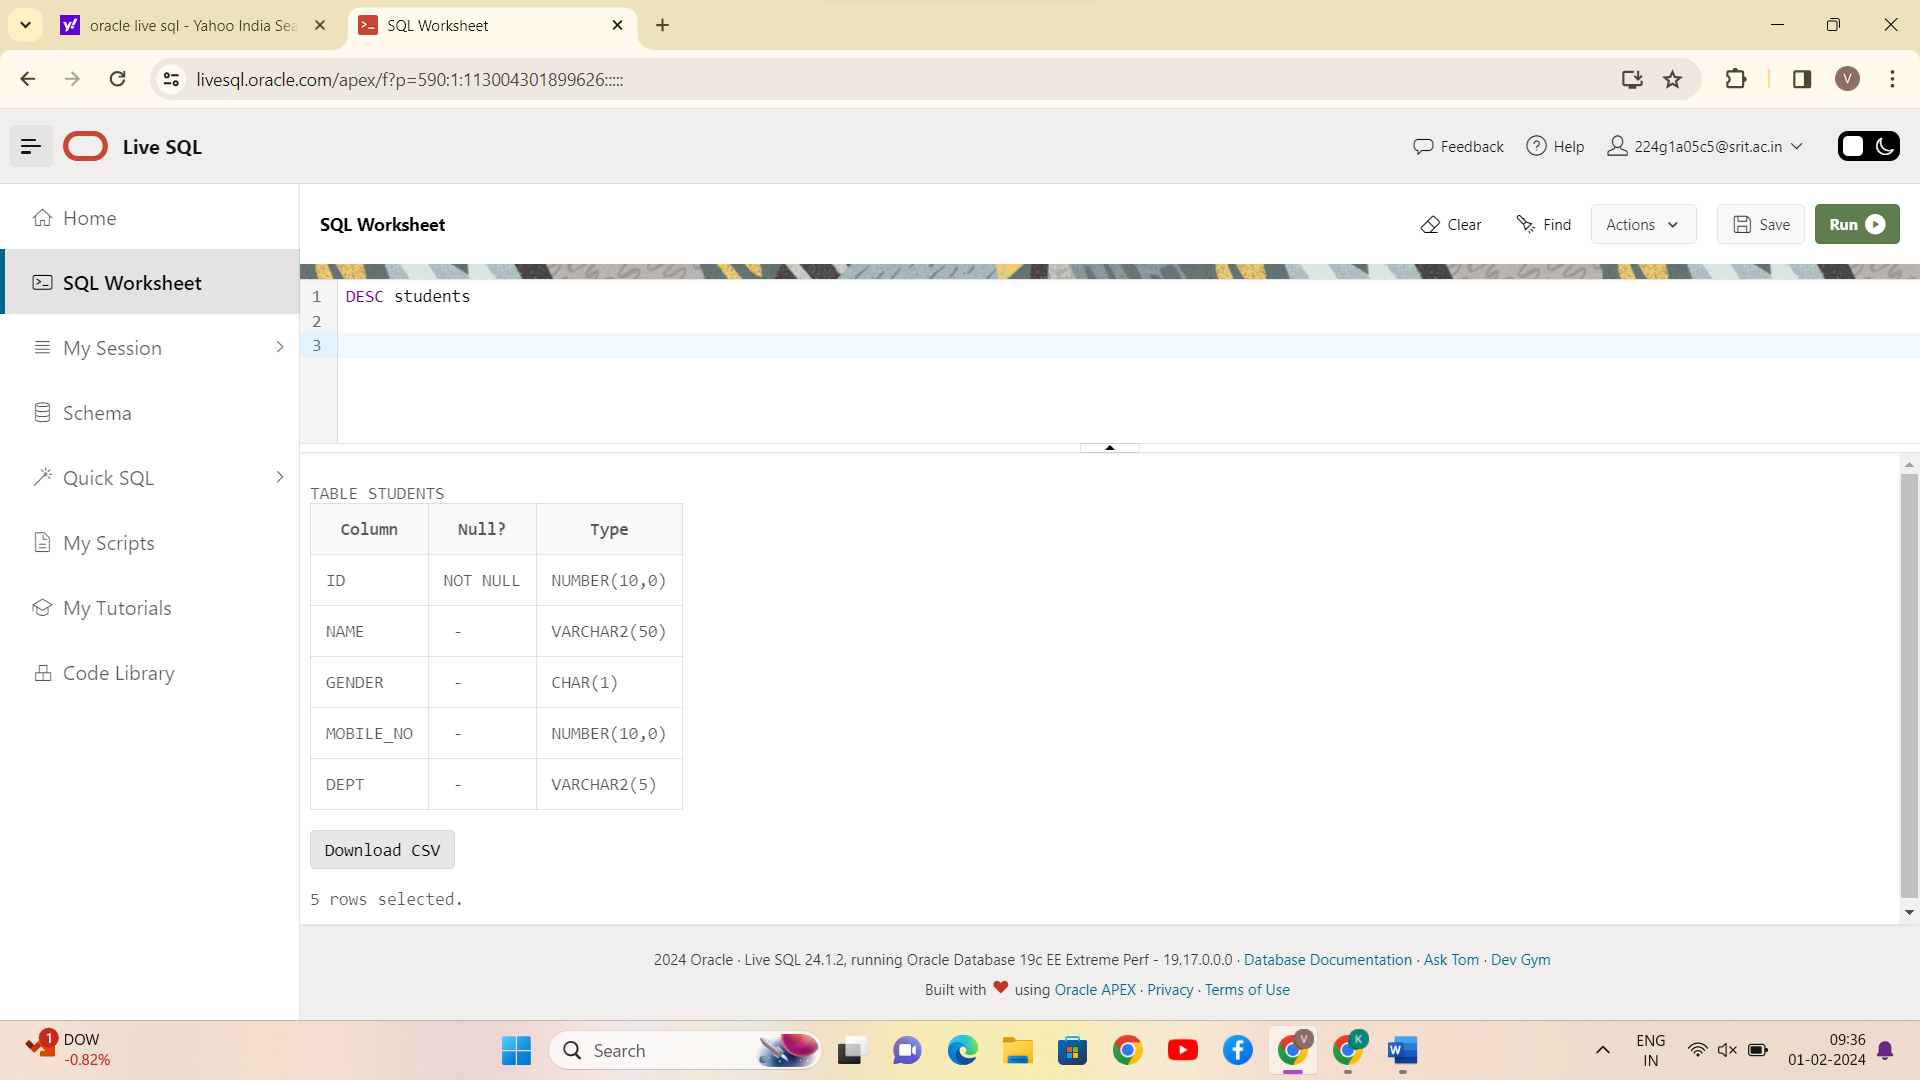 oracle live sql - Yahoo India Sea
SQL Worksheet
livesql.oracle.com/apex/f?p=590:1:113004301899626:::::
V
Live SQL
Feedback
Help
224g1a05c5@srit.ac.in
Home
SQL Worksheet
My Session
Schema
Quick SQL
My Scripts
My Tutorials
Code Library
SQL Worksheet
Clear
Find
Actions
Save
Run
1 DESC students
2
3
TABLE STUDENTS
Column Null? Type
ID NOT NULL NUMBER(10,0)
NAME - VARCHAR2(50)
GENDER - CHAR(1)
MOBILE_NO - NUMBER(10,0)
DEPT - VARCHAR2(5)
Download CSV
5 rows selected.
2024 Oracle · Live SQL 24.1.2, running Oracle Database 19c EE Extreme Perf - 19.17.0.0.0 · Database Documentation · Ask Tom · Dev Gym
Built with ❤ using Oracle APEX · Privacy · Terms of Use
1
DOW
-0.82%
Search
V
K
W
ENG
IN
09:36
01-02-2024